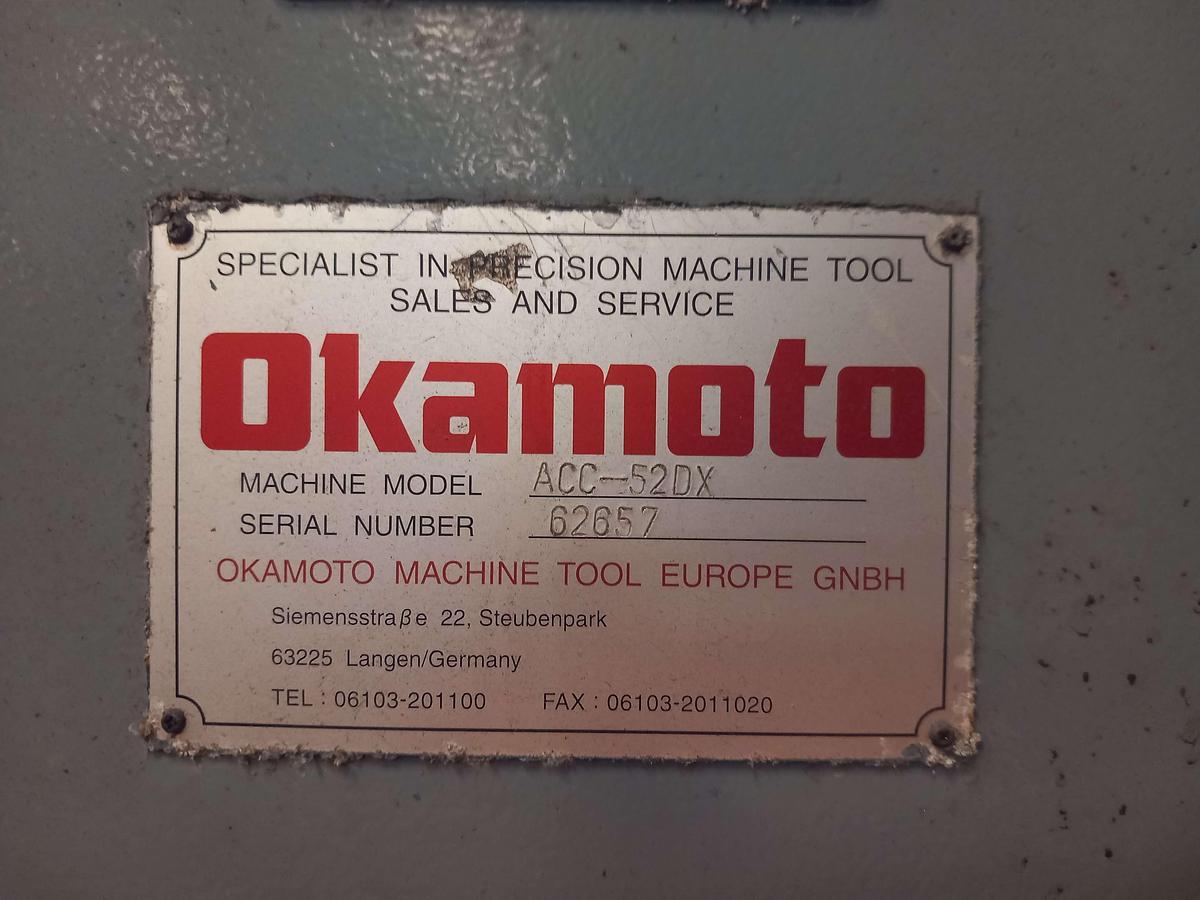 SPECIALIST IN PRECISION MACHINE TOOL
SALES AND SERVICE
Okamoto
MACHINE MODEL ACC-52DX
SERIAL NUMBER 62657
OKAMOTO MACHINE TOOL EUROPE GNBH
Siemensstraβe 22, Steubenpark
63225 Langen/Germany
TEL : 06103-201100 FAX : 06103-2011020